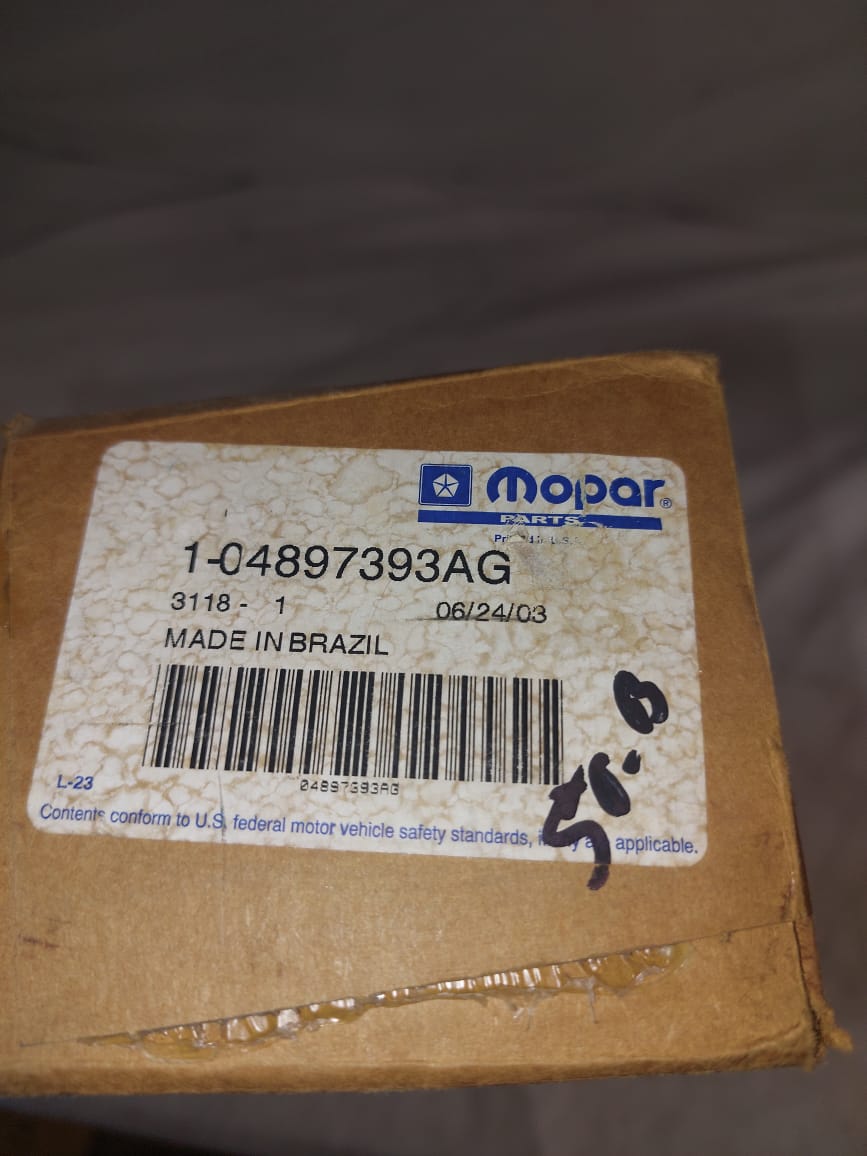 mopar®
PARTS
1-04897393AG
3118 - 1 06/24/03
MADE IN BRAZIL
04897393AG
L-23
Contents conform to U.S. federal motor vehicle safety standards, applicable.